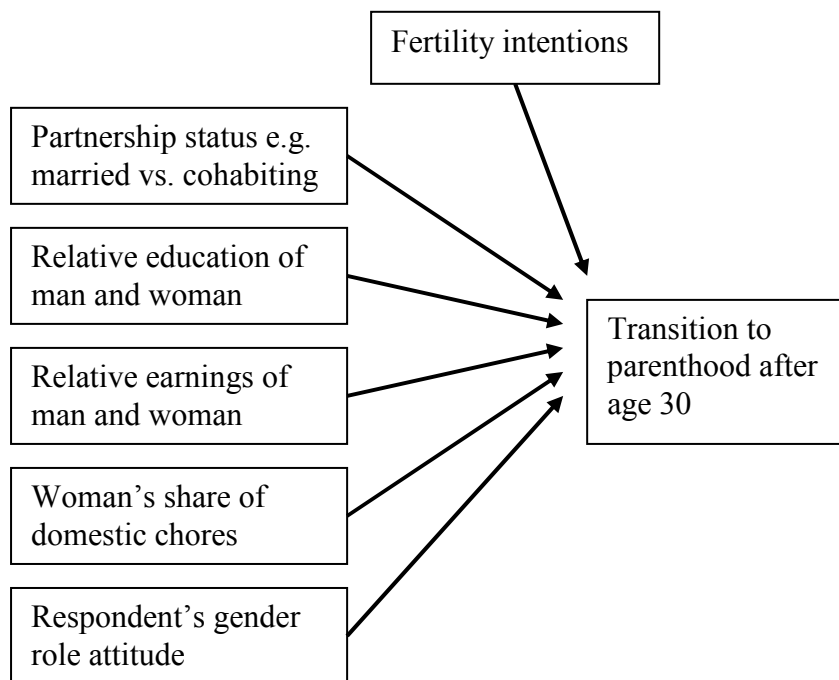 Fertility intentions
Partnership status e.g.
married vs. cohabiting
Relative education of
man and woman
Relative earnings of
man and woman
Woman’s share of
domestic chores
Respondent’s gender
role attitude
Transition to
parenthood after
age 30